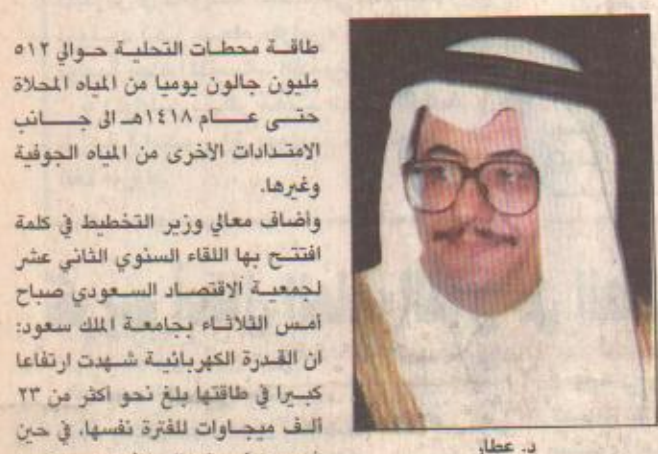 طاقة محطات التحلية حوالي ٥١٢
مليون جالون يوميا من المياه المحلاة
حتى عام ١٤١٨هـ الى جانب
الامتدادات الأخرى من المياه الجوفية
وغيرها.
وأضاف معالي وزير التخطيط في كلمة
افتتح بها اللقاء السنوي الثاني عشر
لجمعية الاقتصاد السعودي صباح
أمس الثلاثاء بجامعة الملك سعود:
ان القدرة الكهربائية شهدت ارتفاعا
كبيرا في طاقتها بلغ نحو اكثر من ٢٣
ألف ميجاوات للفترة نفسها. في حين
د. عطار